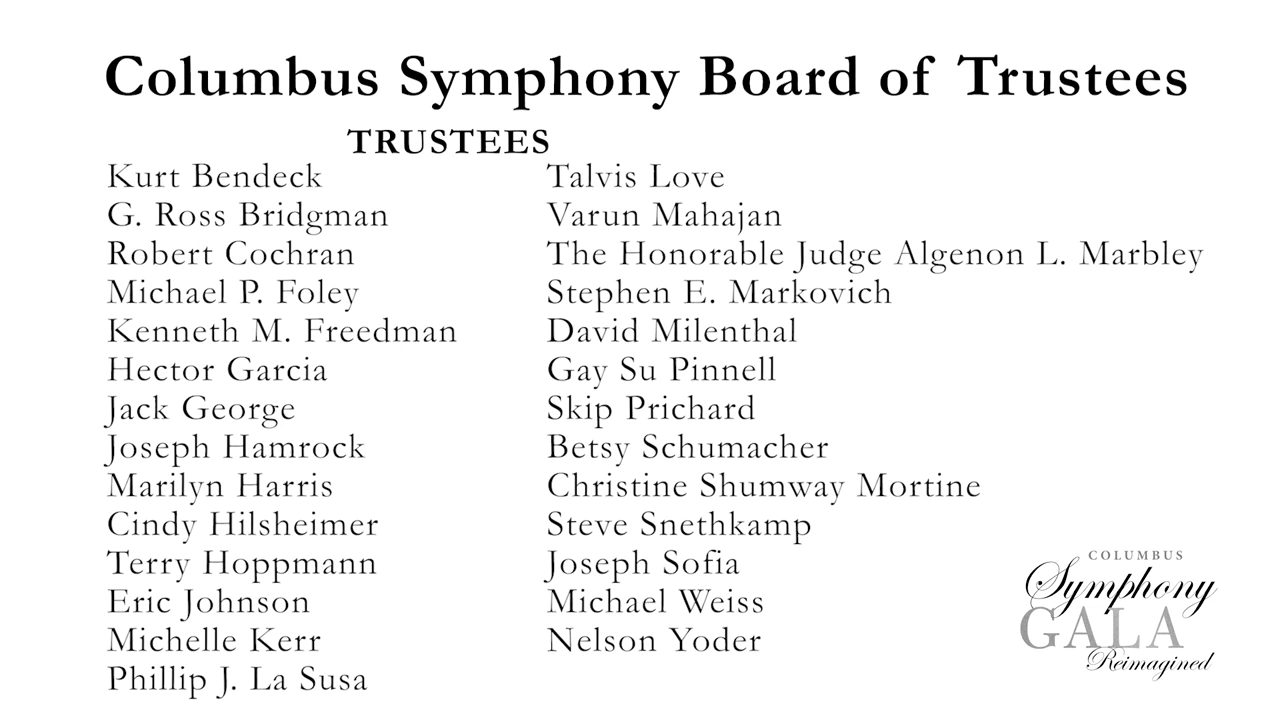 Columbus Symphony Board of Trustees
TRUSTEES
Kurt Bendeck
G. Ross Bridgman
Robert Cochran
Michael P. Foley
Kenneth M. Freedman
Hector Garcia
Jack George
Joseph Hamrock
Marilyn Harris
Cindy Hilsheimer
Terry Hoppmann
Eric Johnson
Michelle Kerr
Phillip J. La Susa
Talvis Love
Varun Mahajan
The Honorable Judge Algenon L. Marbley
Stephen E. Markovich
David Milenthal
Gay Su Pinnell
Skip Prichard
Betsy Schumacher
Christine Shumway Mortine
Steve Snethkamp
Joseph Sofia
Michael Weiss
Nelson Yoder
COLUMBUS
Symphony
GALA
Reimagined